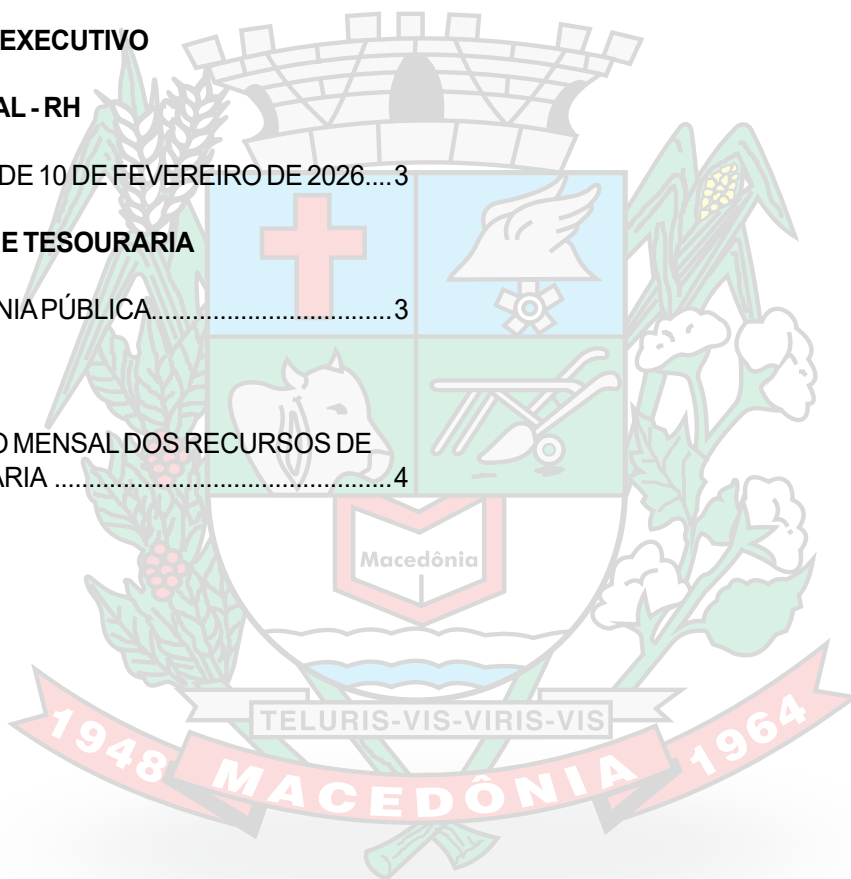 EXECUTIVO
AL - RH
DE 10 DE FEVEREIRO DE 2026....3
E TESOURARIA
NIA PÚBLICA...................................3
O MENSAL DOS RECURSOS DE
ARIA .................................................4
Macedônia
TELURIS-VIS-VIRIS-VIS
1948 MACEDÔNIA 1964